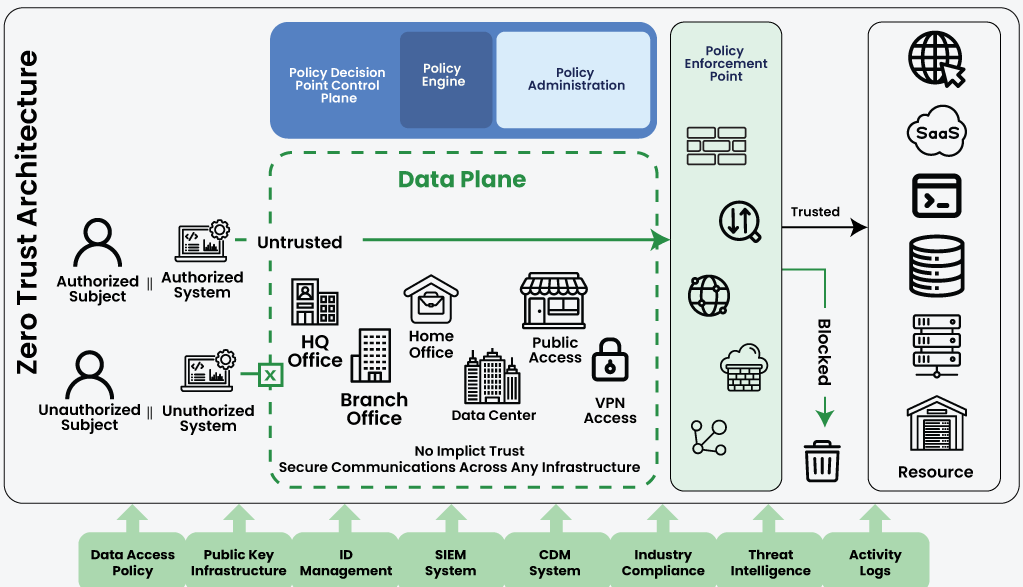 Zero Trust Architecture
Policy Decision
Point Control
Plane
Policy
Engine
Policy
Administration
Policy
Enforcement
Point
Data Plane
Untrusted
Authorized
Subject
||
Authorized
System
Unauthorized
Subject
||
Unuthorized
System
X
HQ
Office
Branch
Office
Home
Office
Data Center
Public
Access
VPN
Access
No Implict Trust
Secure Communications Across Any Infrastructure
Trusted
Blocked
SaaS
Resource
Data Access
Policy
Public Key
Infrastructure
ID
Management
SIEM
System
CDM
System
Industry
Compliance
Threat
Intelligence
Activity
Logs